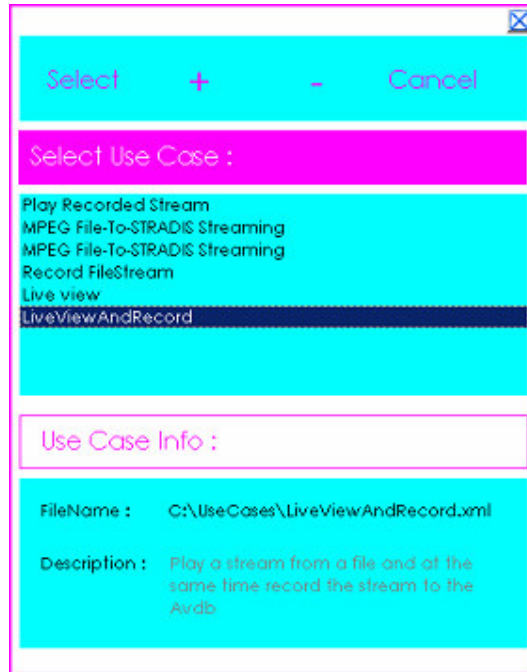 Select + - Cancel
Select Use Case :
Play Recorded Stream
MPEG File-To-STRADIS Streaming
MPEG File-To-STRADIS Streaming
Record FileStream
Live view
LiveViewAndRecord
Use Case Info :
FileName : C:\UseCases\LiveViewAndRecord.xml
Description : Play a stream from a file and at the
same time record the stream to the
Avdb